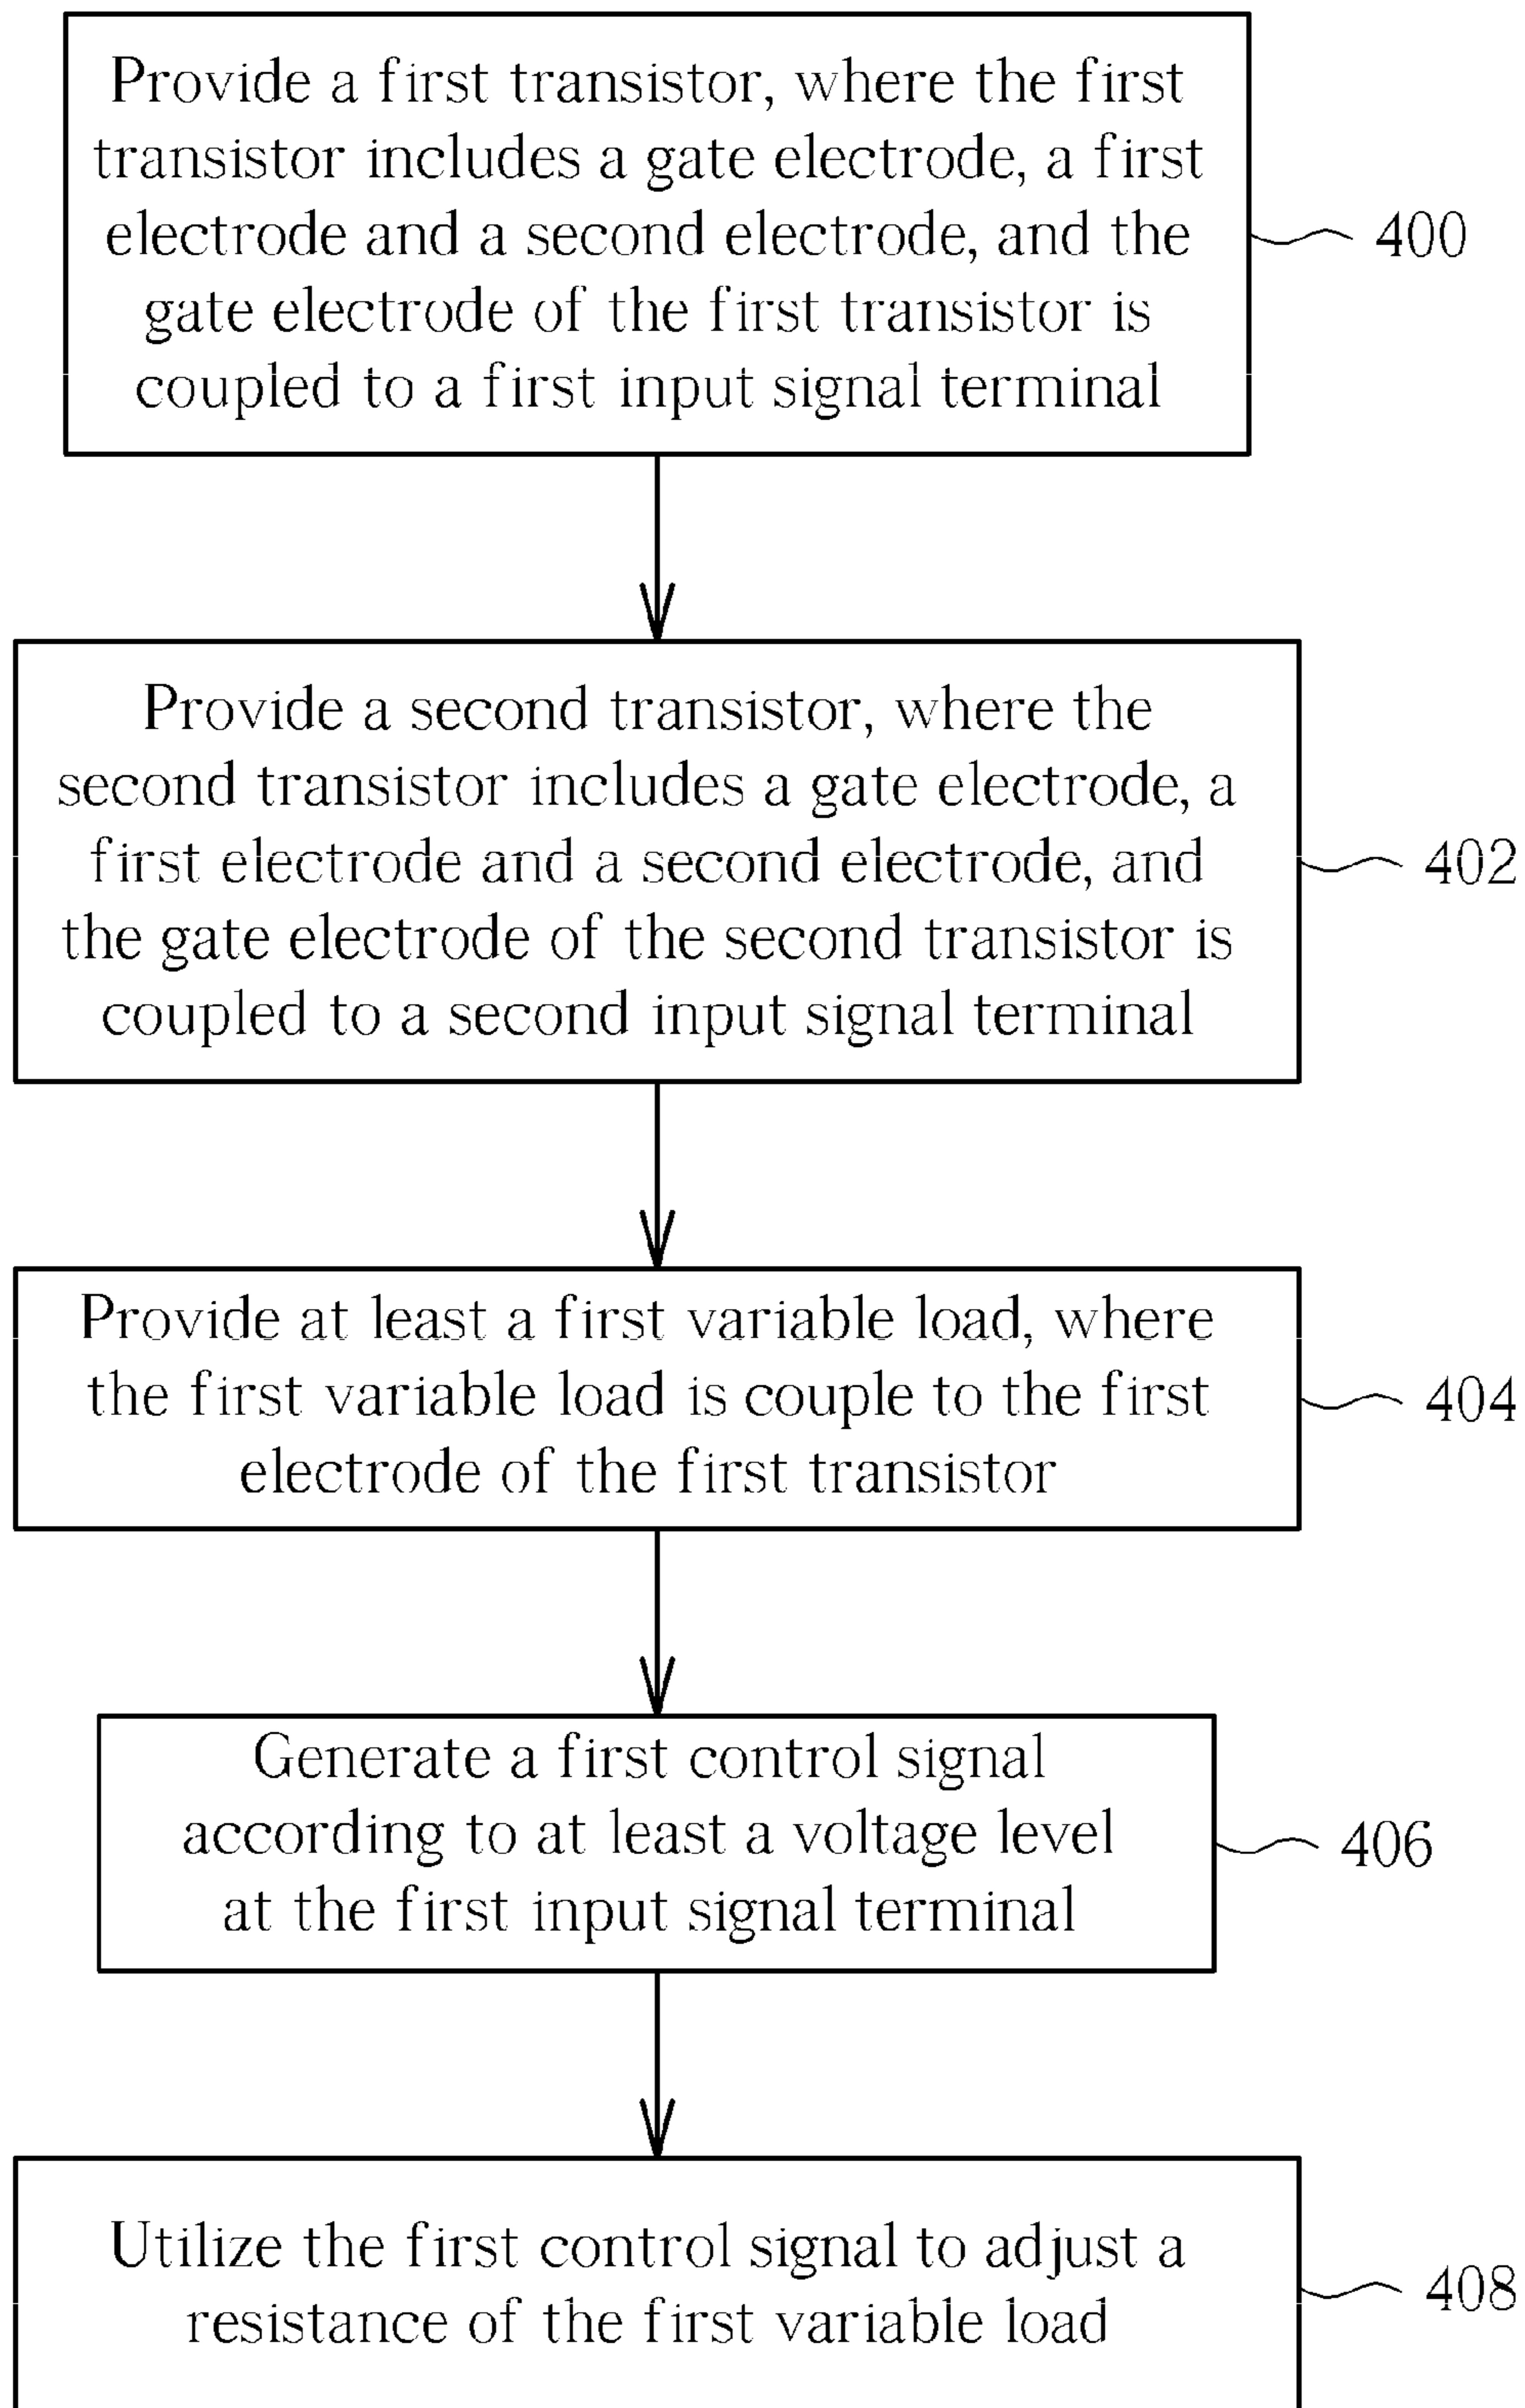 Provide a first transistor, where the first
transistor includes a gate electrode, a first
electrode and a second electrode, and the
gate electrode of the first transistor is
coupled to a first input signal terminal
400
Provide a second transistor, where the
second transistor includes a gate electrode, a
first electrode and a second electrode, and
the gate electrode of the second transistor is
coupled to a second input signal terminal
402
Provide at least a first variable load, where
the first variable load is couple to the first
electrode of the first transistor
404
Generate a first control signal
according to at least a voltage level
at the first input signal terminal
406
Utilize the first control signal to adjust a
resistance of the first variable load
408